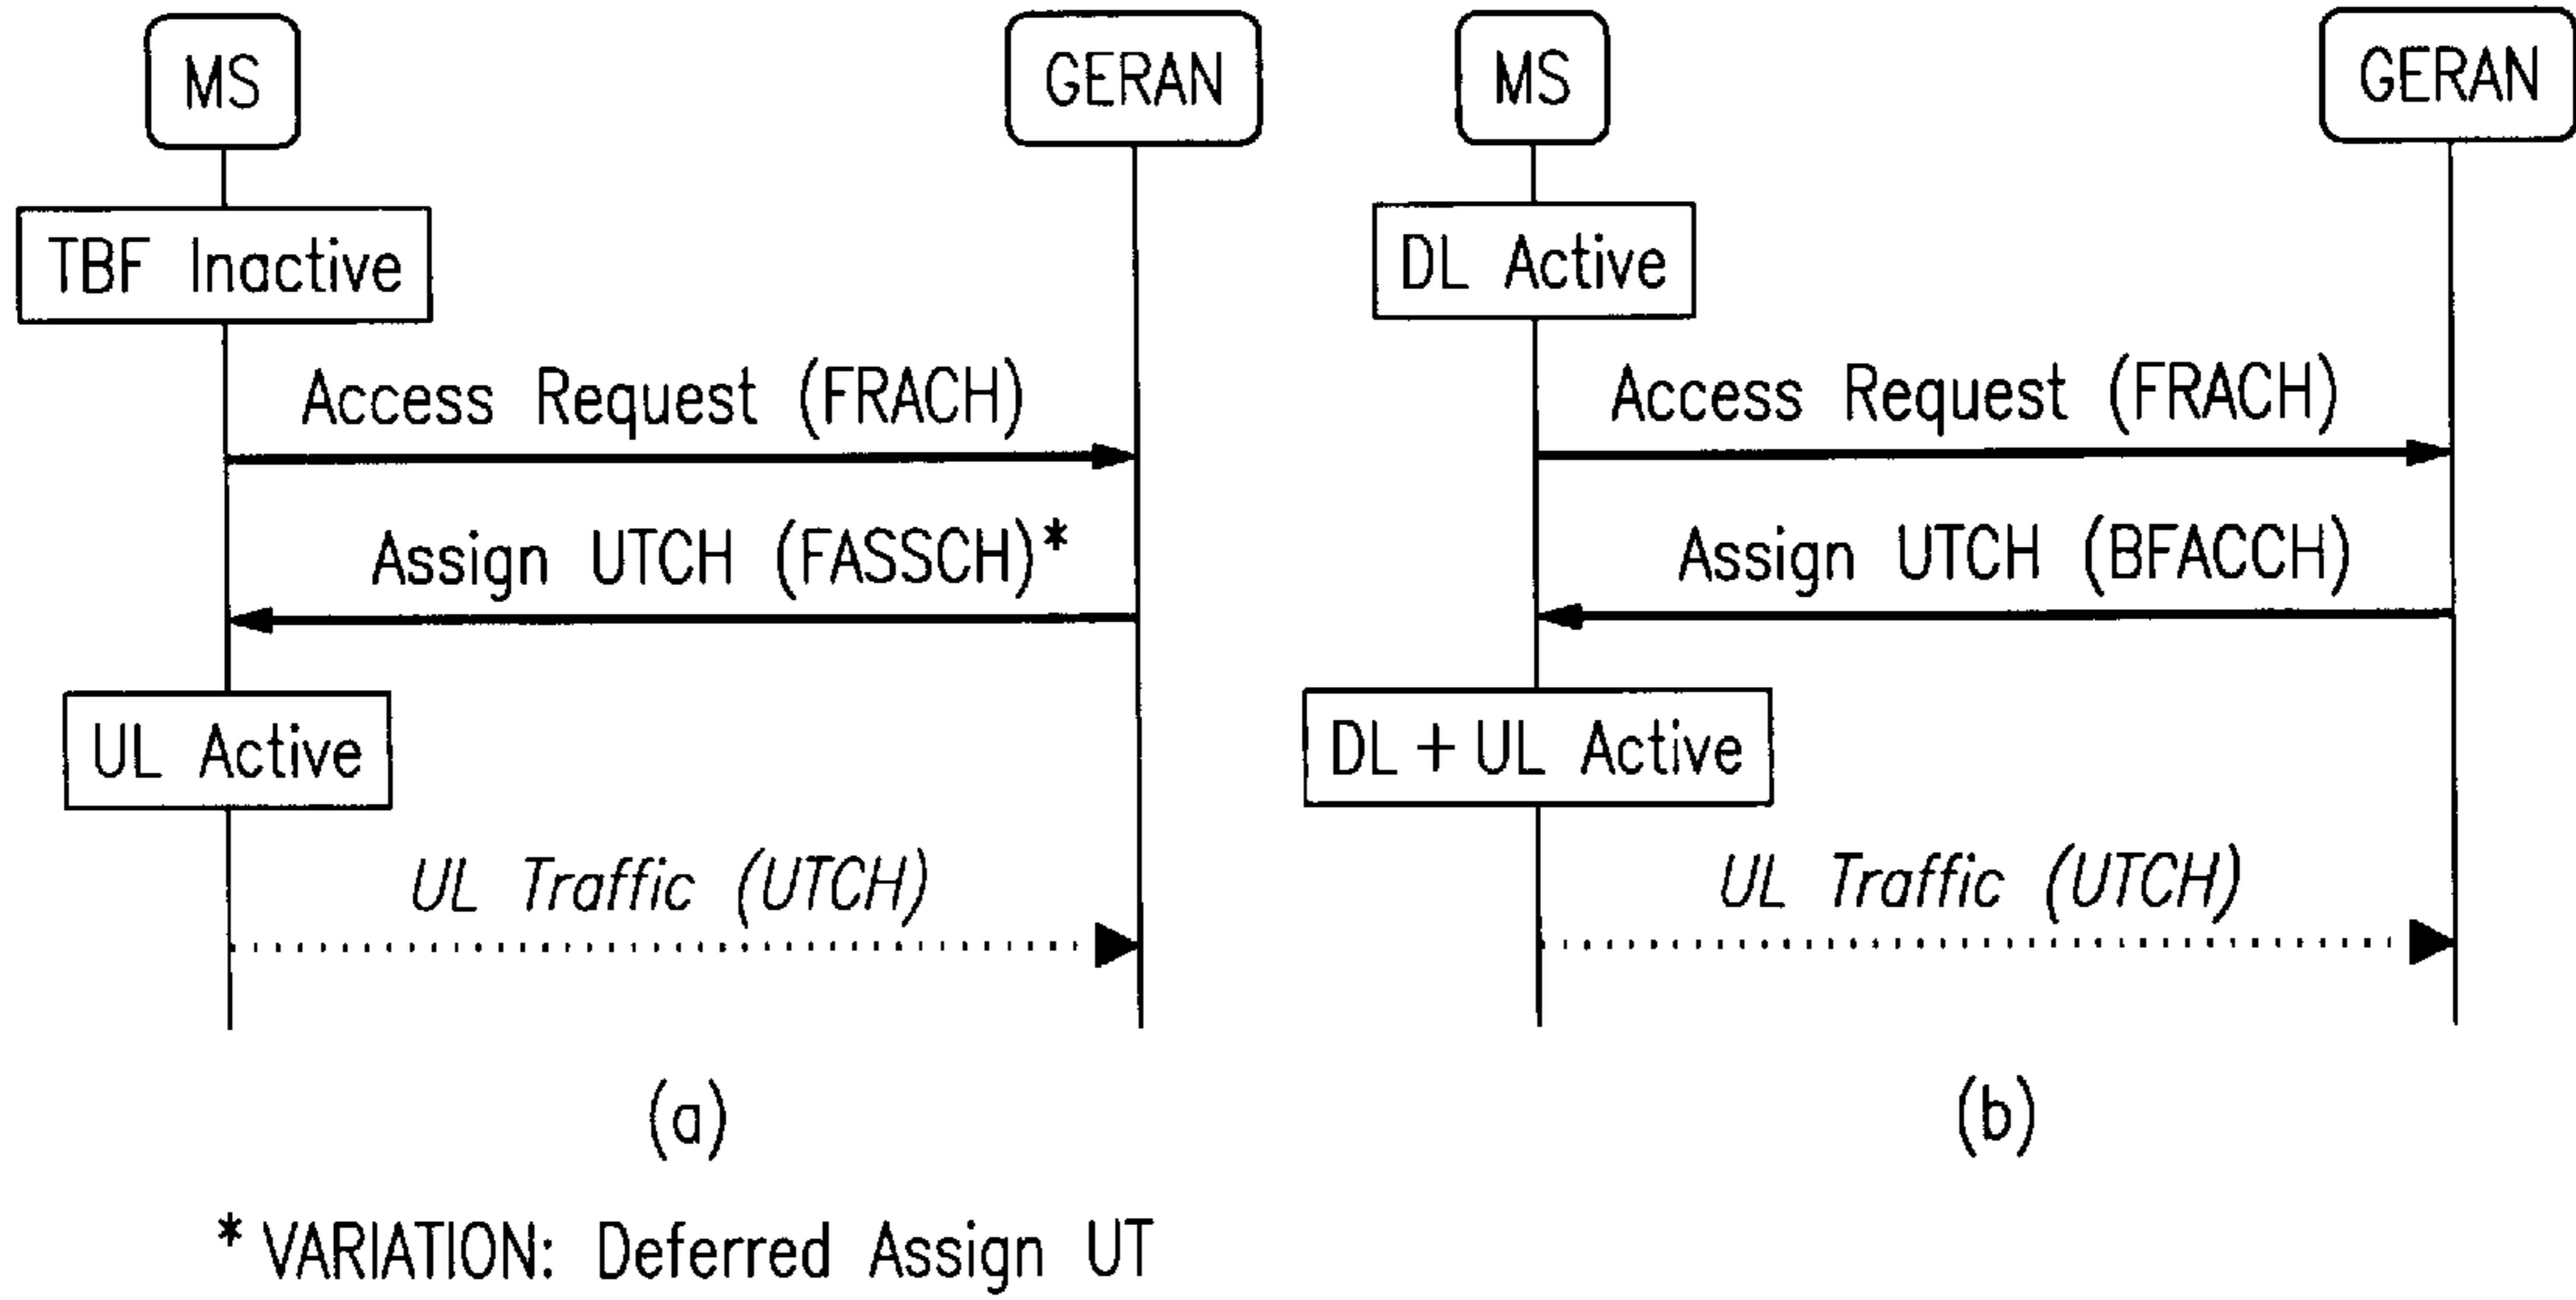 MS
GERAN
TBF Inactive
Access Request (FRACH)
Assign UTCH (FASSCH)*
UL Active
UL Traffic (UTCH)
(a)
* VARIATION: Deferred Assign UT
MS
GERAN
DL Active
Access Request (FRACH)
Assign UTCH (BFACCH)
DL + UL Active
UL Traffic (UTCH)
(b)